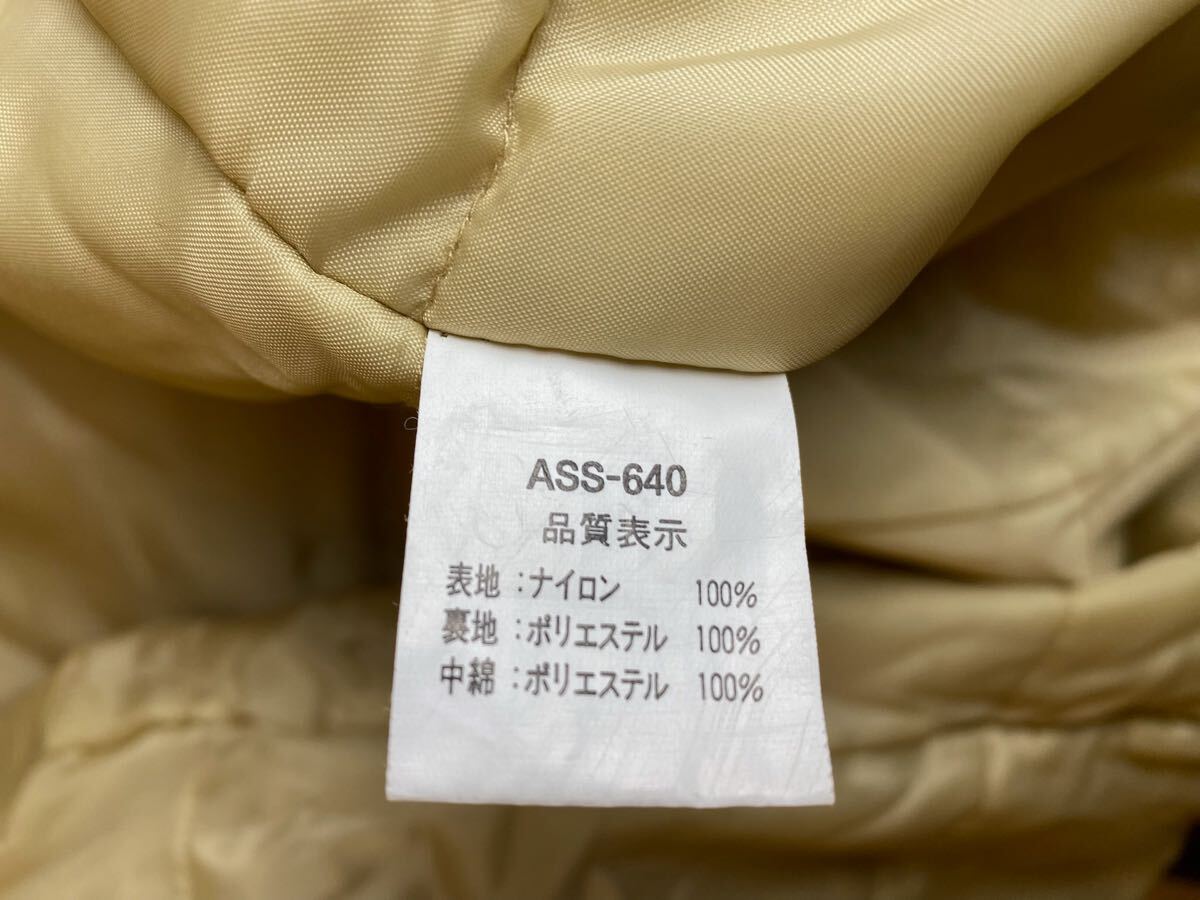 ASS-640
品質表示
表地：ナイロン 100%
裏地：ポリエステル 100%
中綿：ポリエステル 100%